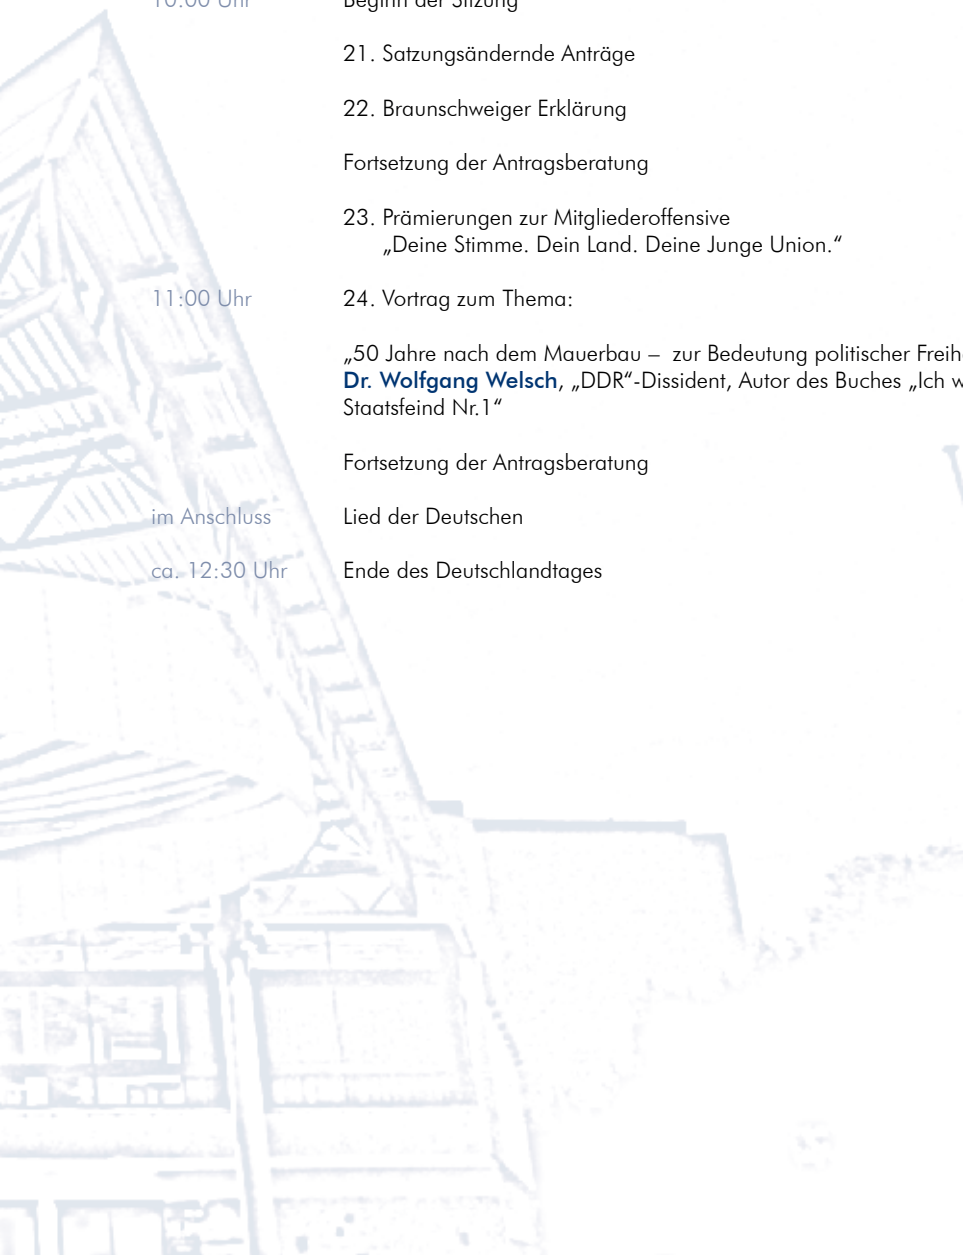 10:00 Uhr Beginn der Sitzung
21. Satzungsändernde Anträge
22. Braunschweiger Erklärung
Fortsetzung der Antragsberatung
23. Prämierungen zur Mitgliederoffensive
„Deine Stimme. Dein Land. Deine Junge Union.“
11:00 Uhr 24. Vortrag zum Thema:
„50 Jahre nach dem Mauerbau – zur Bedeutung politischer
Dr. Wolfgang Welsch, „DDR“-Dissident, Autor des Buches „Ich
Staatsfeind Nr.1“
Fortsetzung der Antragsberatung
im Anschluss Lied der Deutschen
ca. 12:30 Uhr Ende des Deutschlandtages